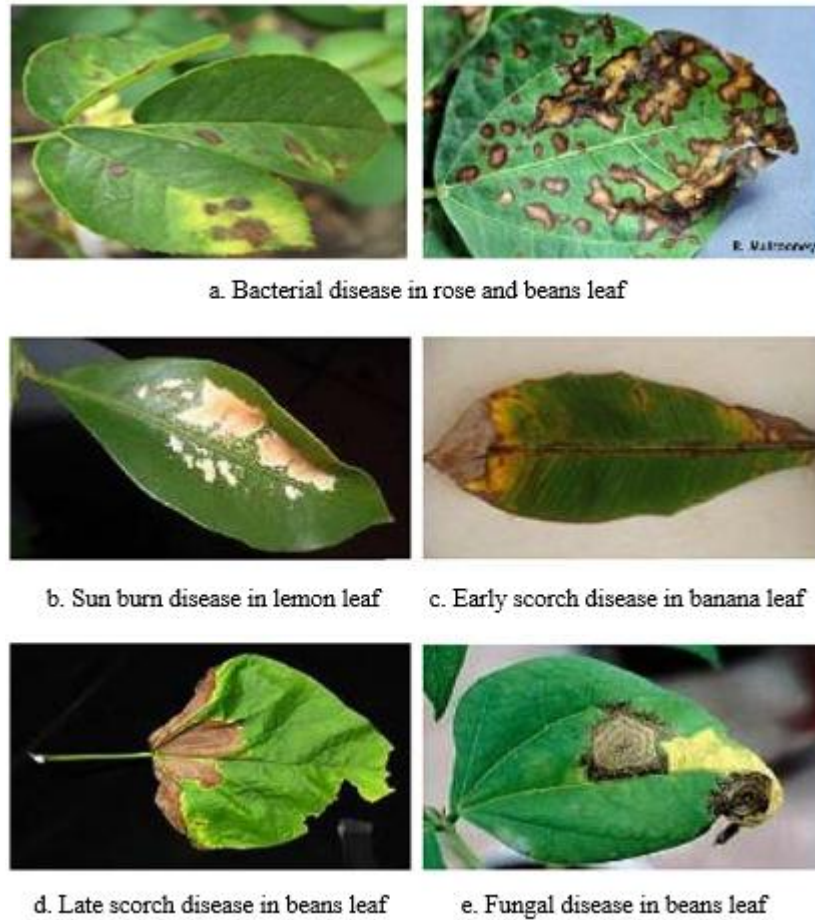 R. Mulrooney
a. Bacterial disease in rose and beans leaf
b. Sun burn disease in lemon leaf
c. Early scorch disease in banana leaf
d. Late scorch disease in beans leaf
e. Fungal disease in beans leaf